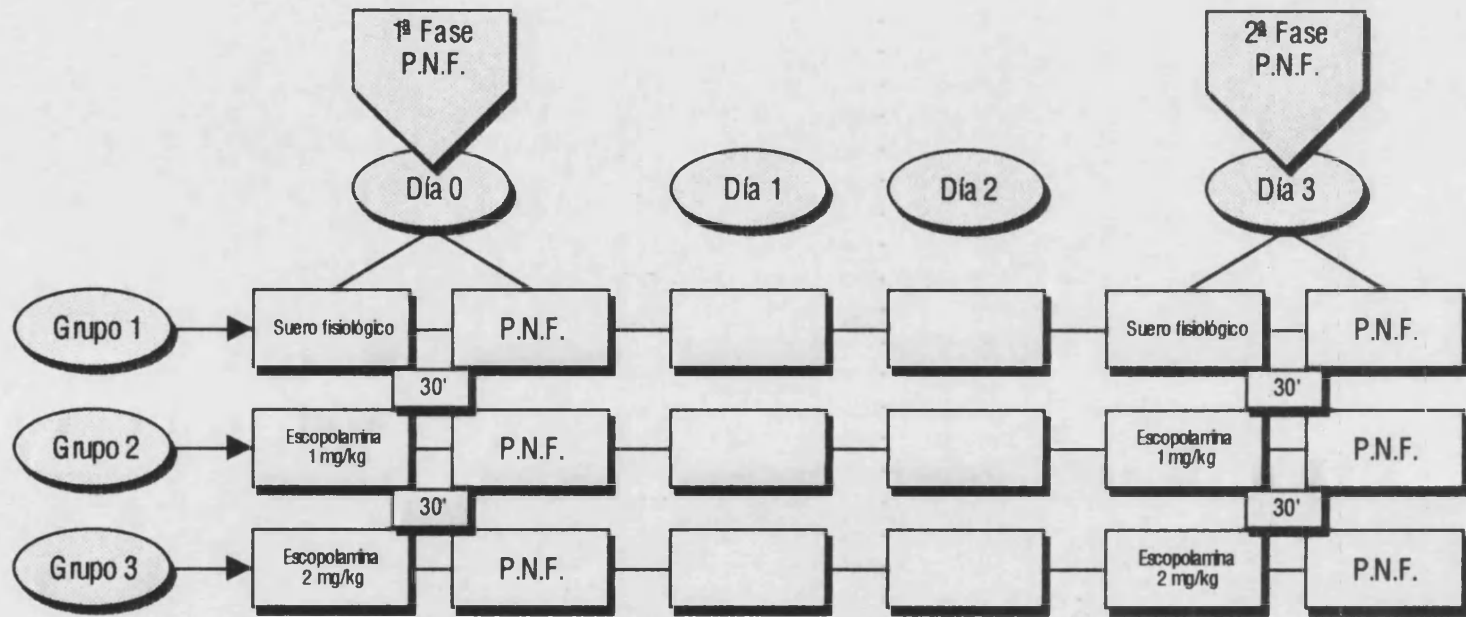 1ª Fase
P.N.F.
2ª Fase
P.N.F.
Día 0
Día 1
Día 2
Día 3
Grupo 1
Suero fisiológico
P.N.F.
Suero fisiológico
P.N.F.
30'
30'
Grupo 2
Escopolamina
1 mg/kg
P.N.F.
Escopolamina
1 mg/kg
P.N.F.
30'
30'
Grupo 3
Escopolamina
2 mg/kg
P.N.F.
Escopolamina
2 mg/kg
P.N.F.